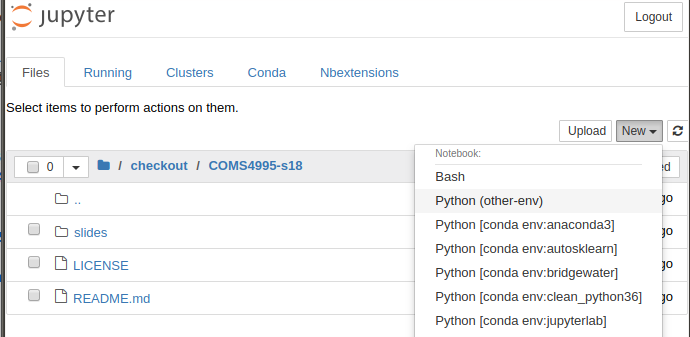 jupyter
Logout
Files Running Clusters Conda Nbextensions
Select items to perform actions on them.
Upload New
0 / checkout / COMS4995-s18
Notebook:
Bash
..
go
Python (other-env)
slides
go
Python [conda env:anaconda3]
Python [conda env:autosklearn]
LICENSE
go
Python [conda env:bridgewater]
README.md
go
Python [conda env:clean_python36]
Python [conda env:jupyterlab]